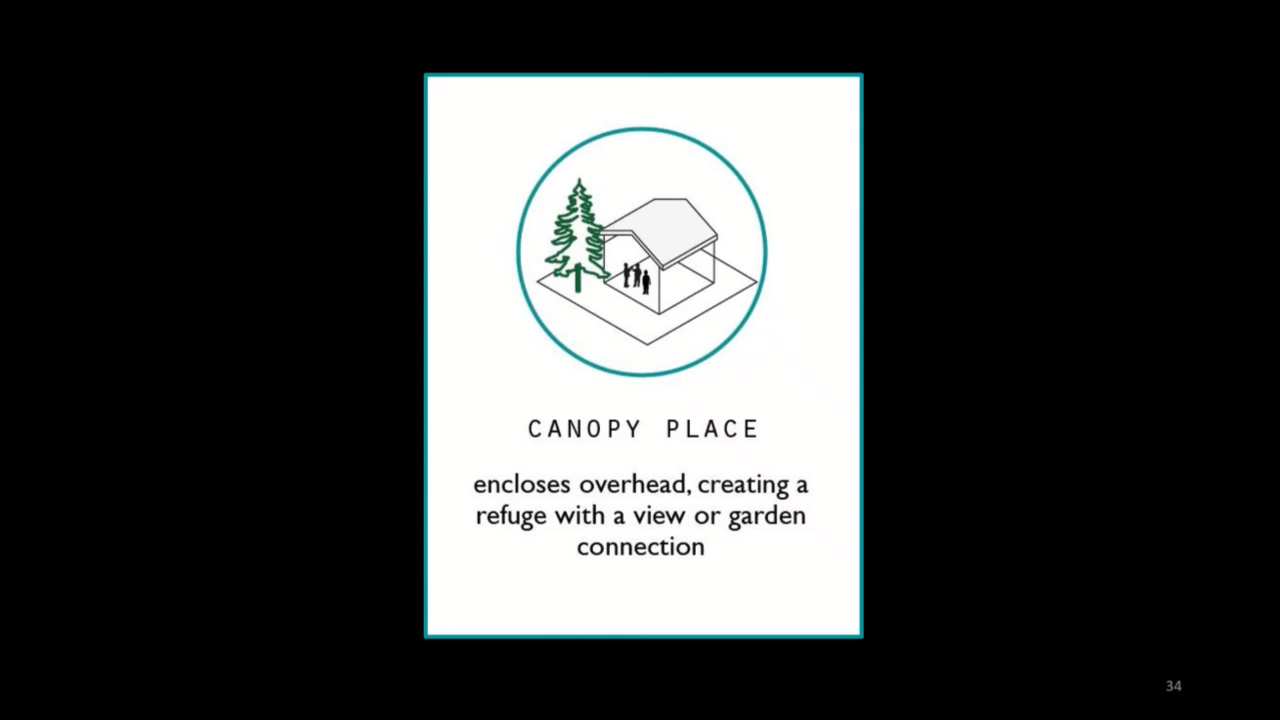 CANOPY PLACE
encloses overhead, creating a
refuge with a view or garden
connection
34